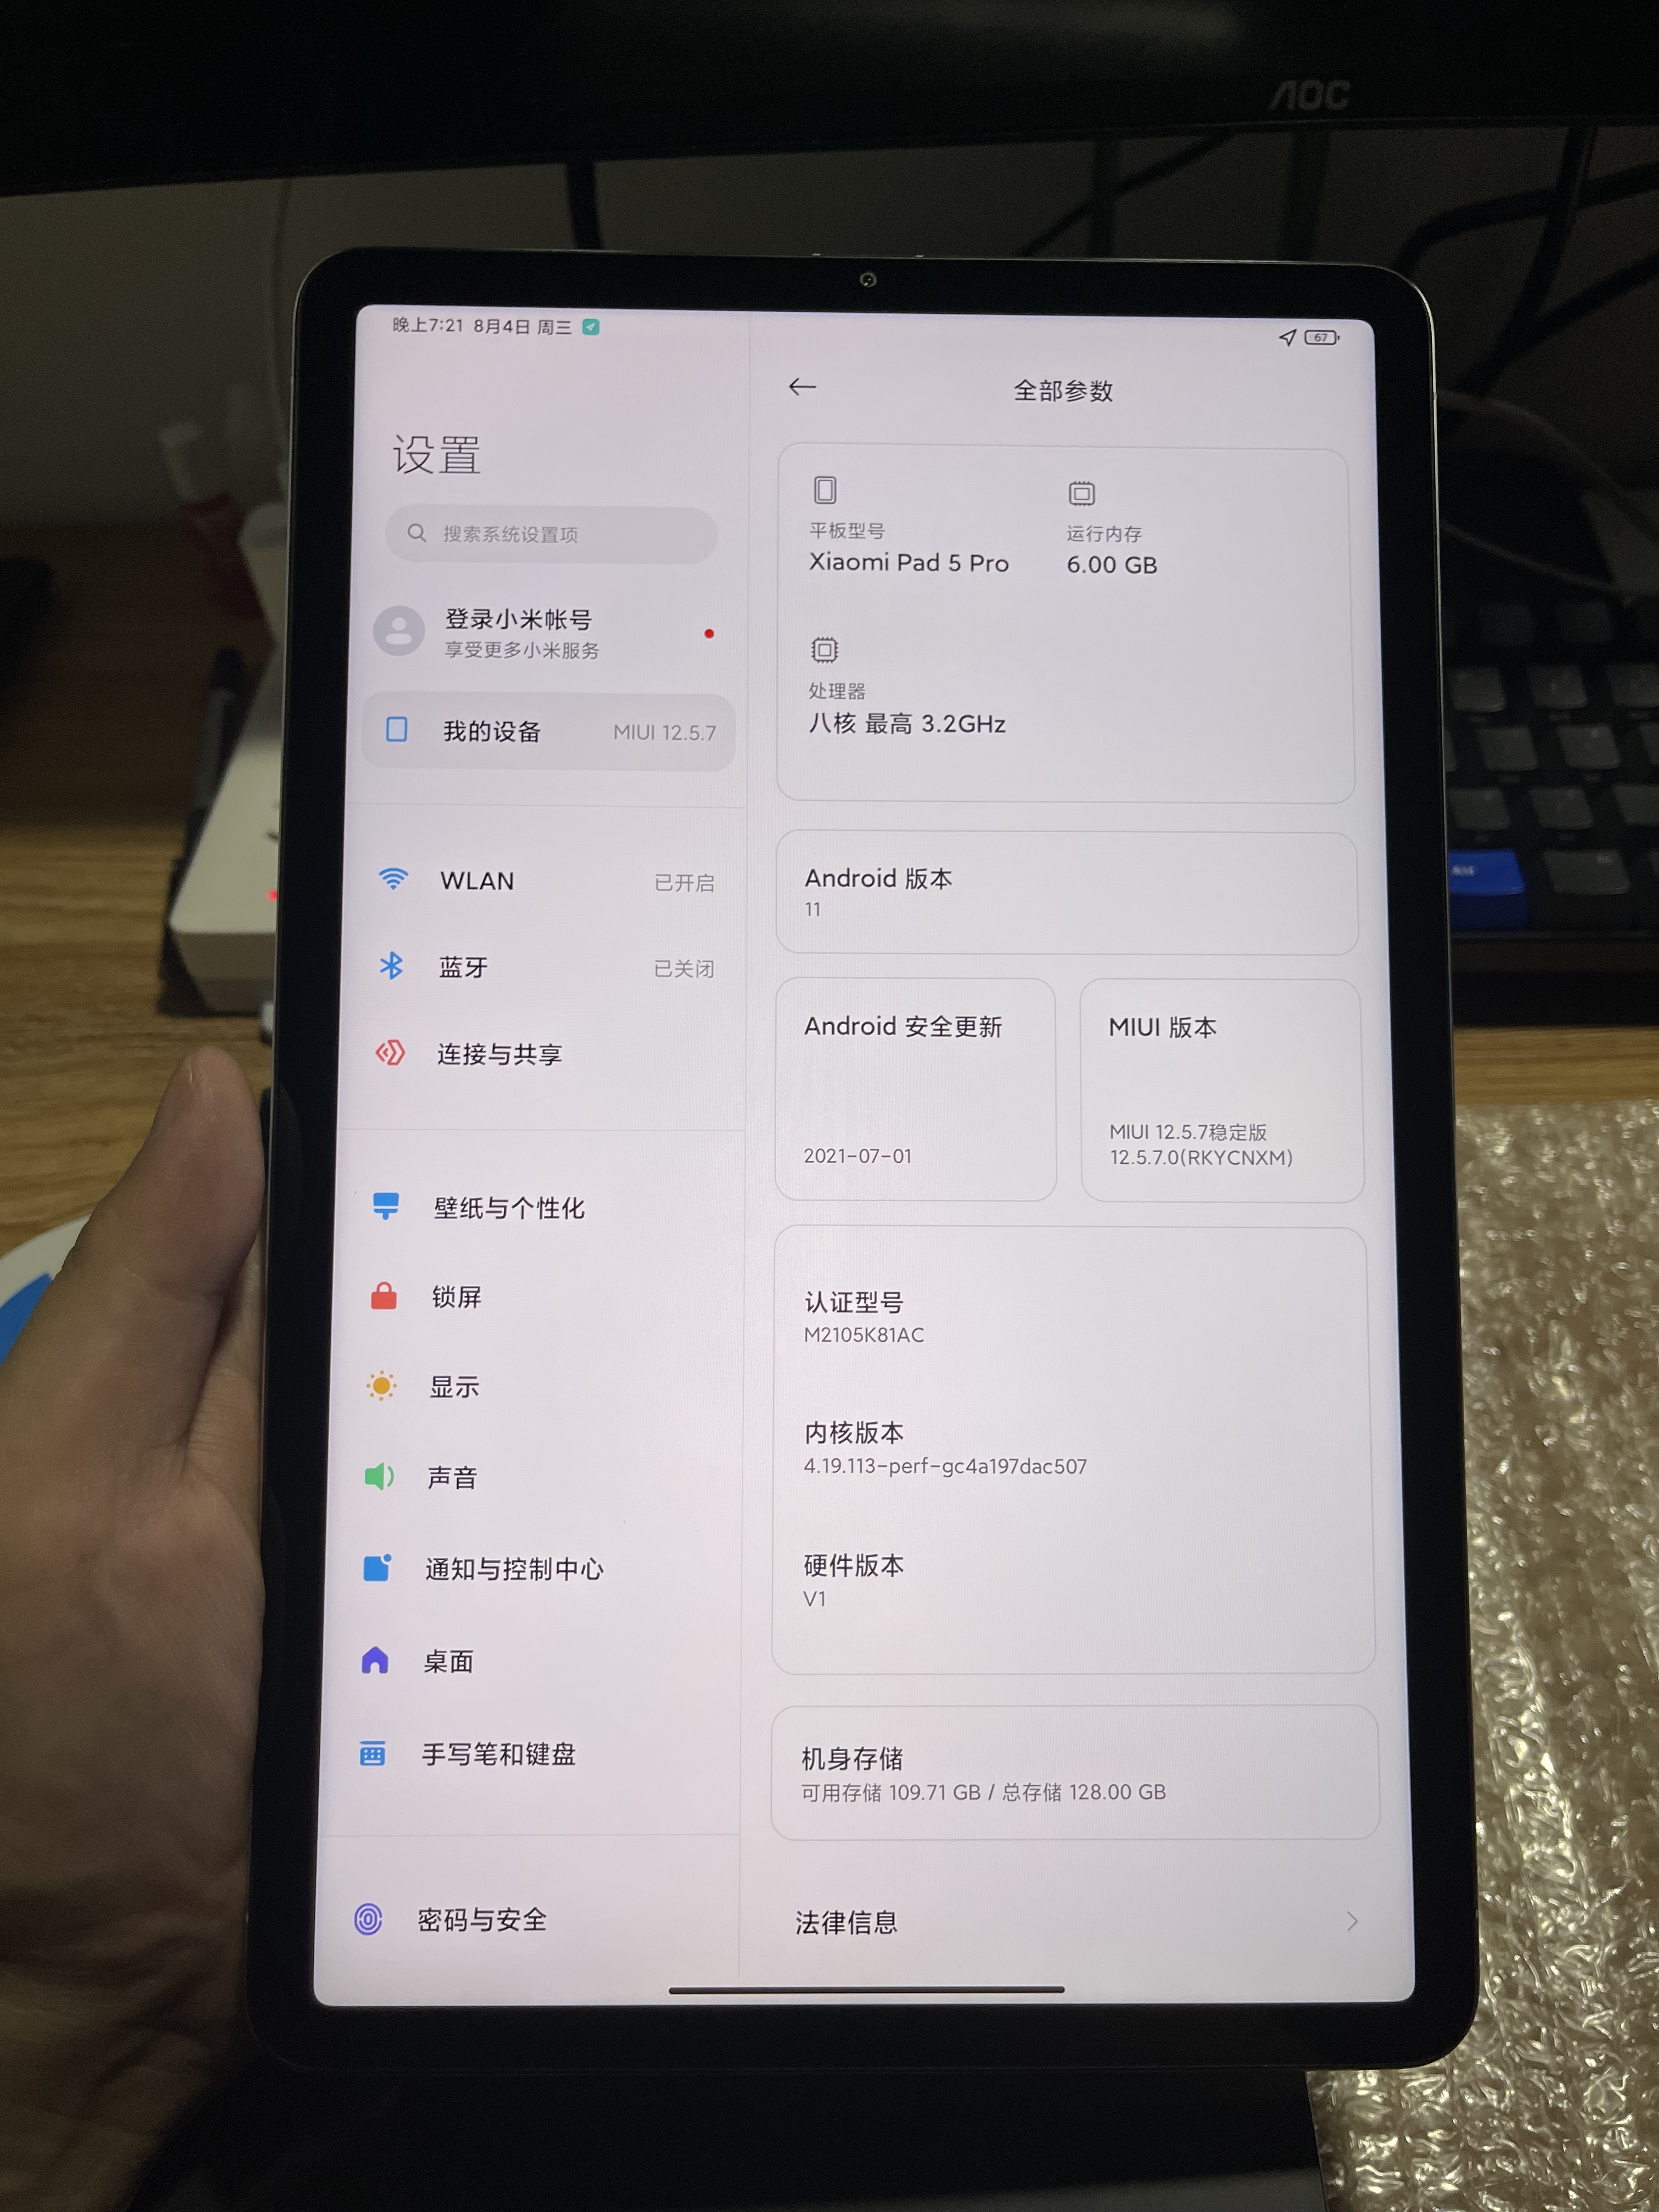 AOC
晚上7:21 8月4日 周三
67
设置
搜索系统设置项
登录小米帐号
享受更多小米服务
我的设备 MIUI 12.5.7
WLAN 已开启
蓝牙 已关闭
连接与共享
壁纸与个性化
锁屏
显示
声音
通知与控制中心
桌面
手写笔和键盘
密码与安全
全部参数
平板型号
Xiaomi Pad 5 Pro
运行内存
6.00 GB
处理器
八核 最高 3.2GHz
Android 版本
11
Android 安全更新
2021-07-01
MIUI 版本
MIUI 12.5.7稳定版
12.5.7.0(RKYCNXM)
认证型号
M2105K81AC
内核版本
4.19.113-perf-gc4a197dac507
硬件版本
V1
机身存储
可用存储 109.71 GB / 总存储 128.00 GB
法律信息